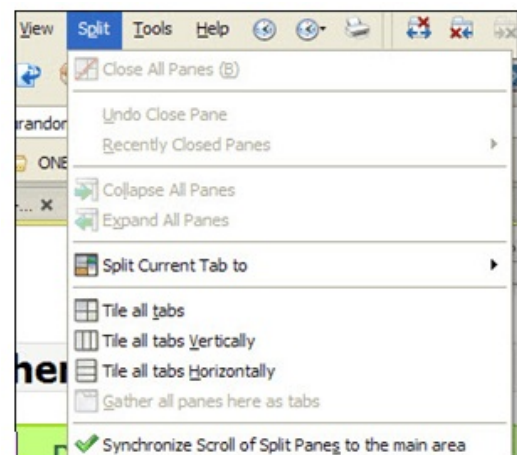 View Split Tools Help
Close All Panes (B)
Undo Close Pane
Recently Closed Panes
ONE
...
Collapse All Panes
Expand All Panes
Split Current Tab to
Tile all tabs
Tile all tabs Vertically
Tile all tabs Horizontally
Gather all panes here as tabs
Synchronize Scroll of Split Panes to the main area